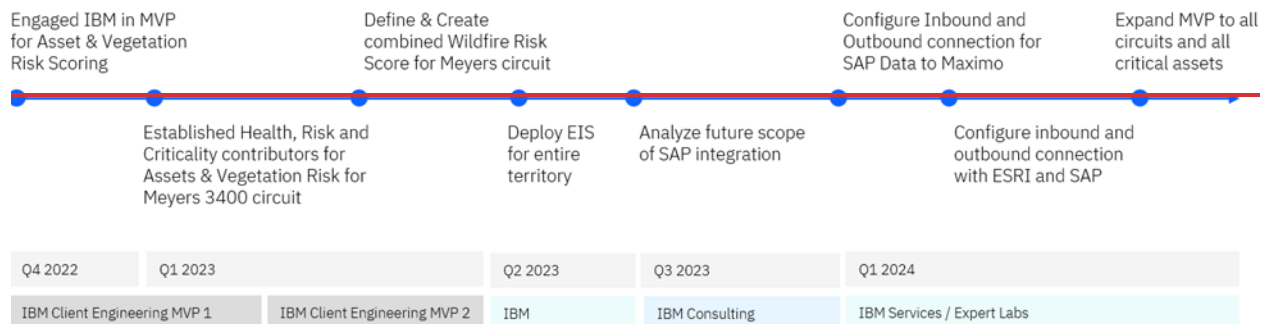 Engaged IBM in MVP
for Asset & Vegetation
Risk Scoring
Define & Create
combined Wildfire Risk
Score for Meyers circuit
Configure Inbound and
Outbound connection for
SAP Data to Maximo
Expand MVP to all
circuits and all
critical assets
Established Health, Risk and
Criticality contributors for
Assets & Vegetation Risk for
Meyers 3400 circuit
Deploy EIS
for entire
territory
Analyze future scope
of SAP integration
Configure inbound and
outbound connection
with ESRI and SAP
Q4 2022
Q1 2023
Q2 2023
Q3 2023
Q1 2024
IBM Client Engineering MVP 1
IBM Client Engineering MVP 2
IBM
IBM Consulting
IBM Services / Expert Labs